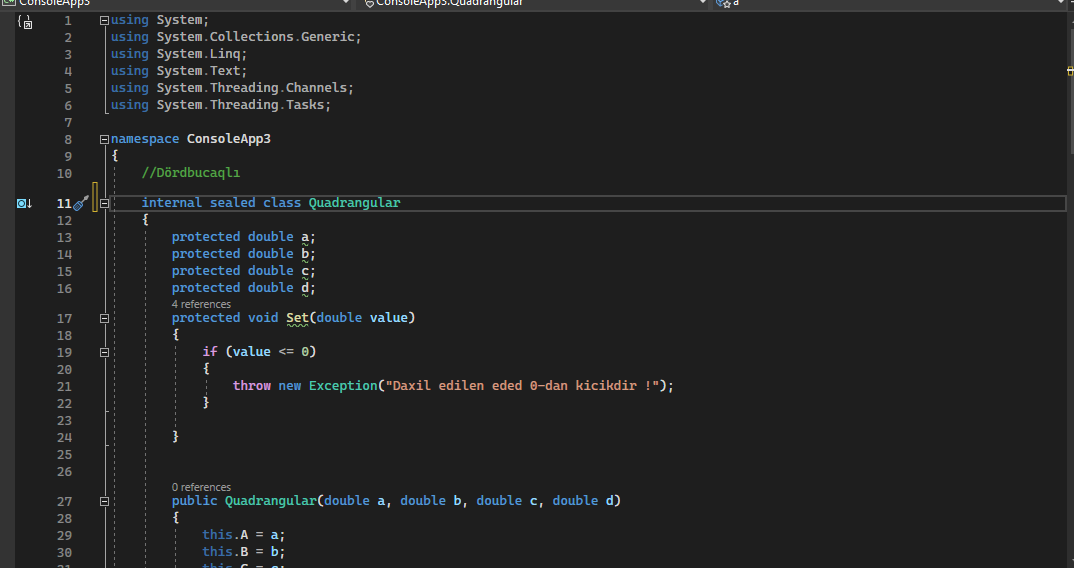 ConsoleApp3 ConsoleApp3.Quadrangular a
1 using System;
2 using System.Collections.Generic;
3 using System.Linq;
4 using System.Text;
5 using System.Threading.Channels;
6 using System.Threading.Tasks;
7
8 namespace ConsoleApp3
9 {
10 //Dördbucaqlı
11 internal sealed class Quadrangular
12 {
13 protected double a;
14 protected double b;
15 protected double c;
16 protected double d;
4 references
17 protected void Set(double value)
18 {
19 if (value <= 0)
20 {
21 throw new Exception("Daxil edilen eded 0-dan kicikdir !");
22 }
23
24 }
25
26
0 references
27 public Quadrangular(double a, double b, double c, double d)
28 {
29 this.A = a;
30 this.B = b;
31 this.C = c;